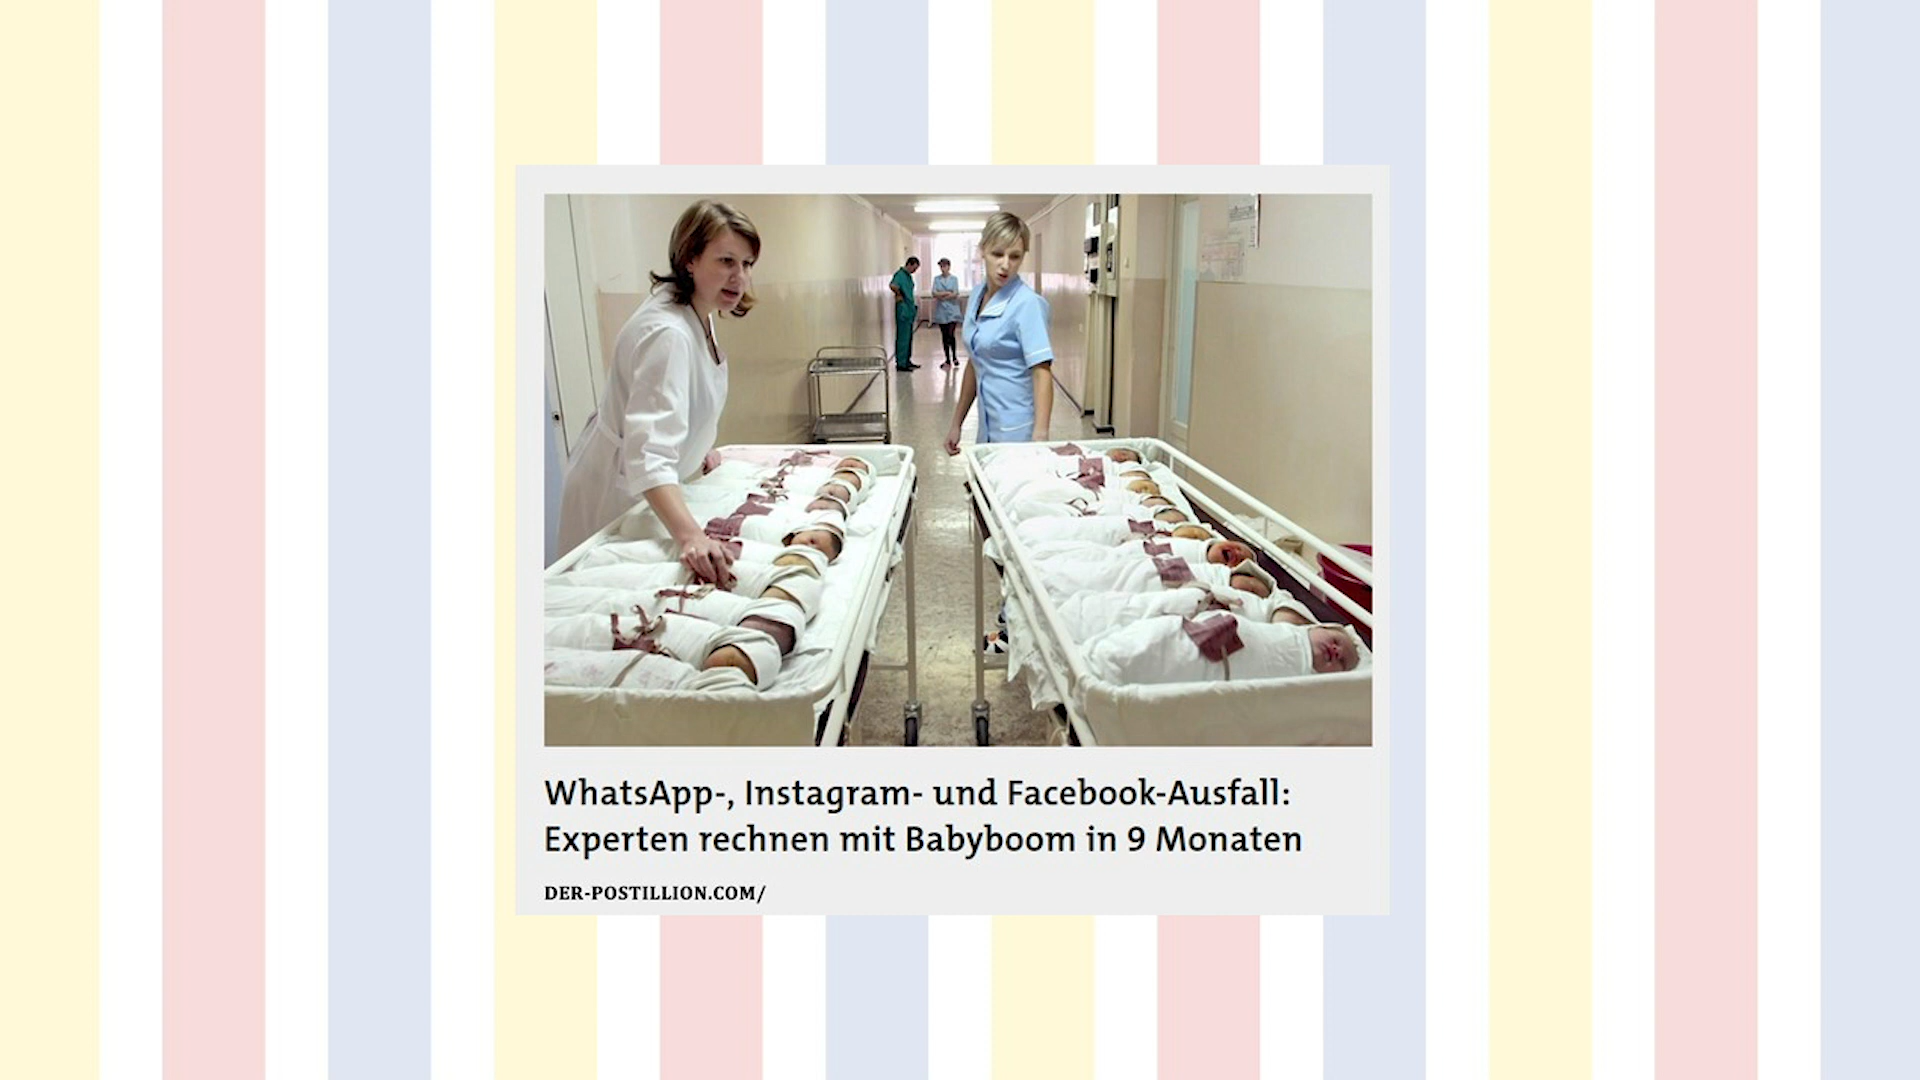 WhatsApp-, Instagram- und Facebook-Ausfall:
Experten rechnen mit Babyboom in 9 Monaten
DER-POSTILLION.COM/